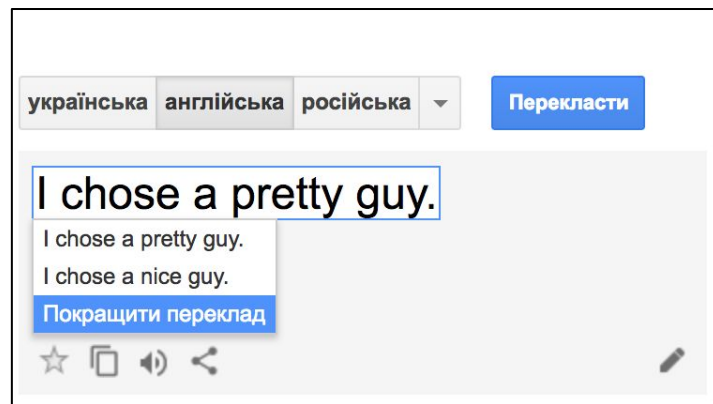 українська англійська російська Перекласти
I chose a pretty guy.
I chose a pretty guy.
I chose a nice guy.
Покращити переклад